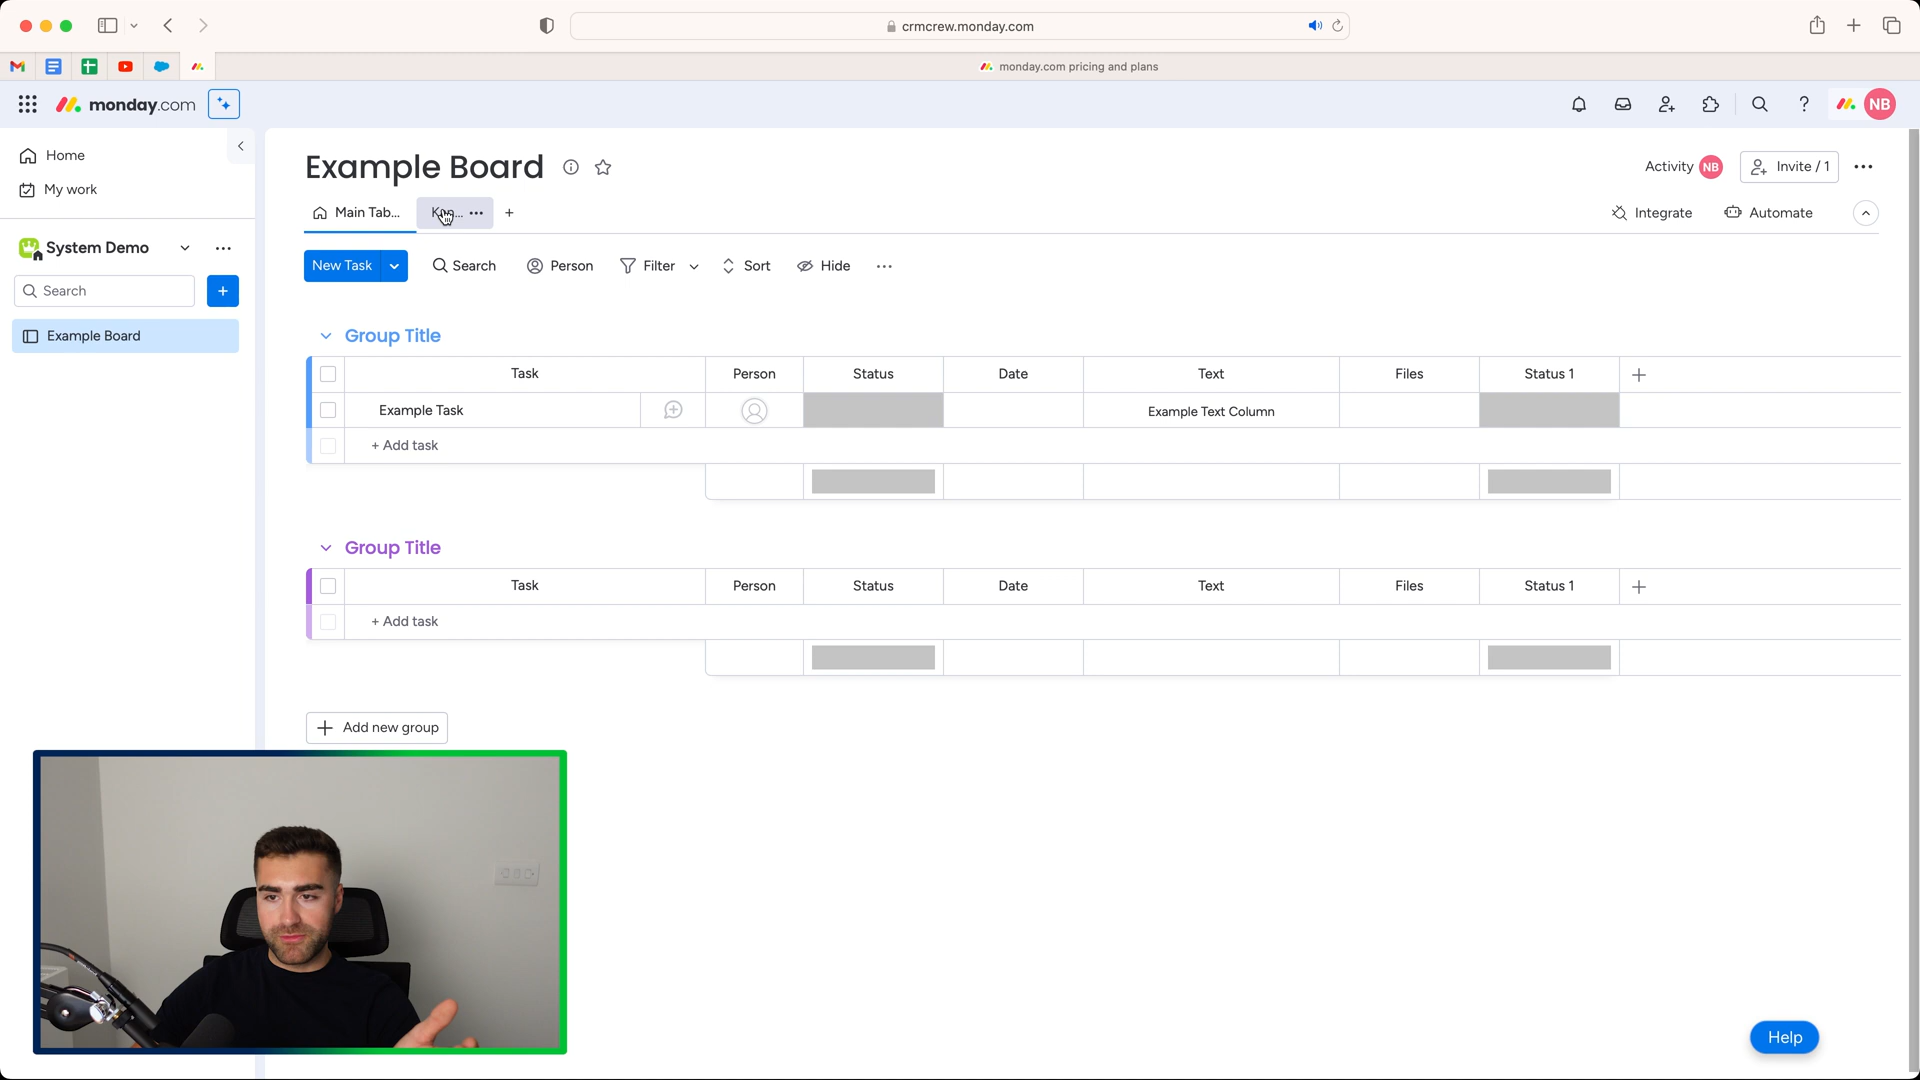 crmcrew.monday.com
monday.com pricing and plans
monday.com
Home
My work
System Demo
Search
Example Board
Example Board
Activity NB
Invite / 1
NB
Main Tab...
Integrate
Automate
New Task
Search
Person
Filter
Sort
Hide
Group Title
Task Person Status Date Text Files Status 1
Example Task Example Text Column
+ Add task
Group Title
Task Person Status Date Text Files Status 1
+ Add task
Add new group
Help